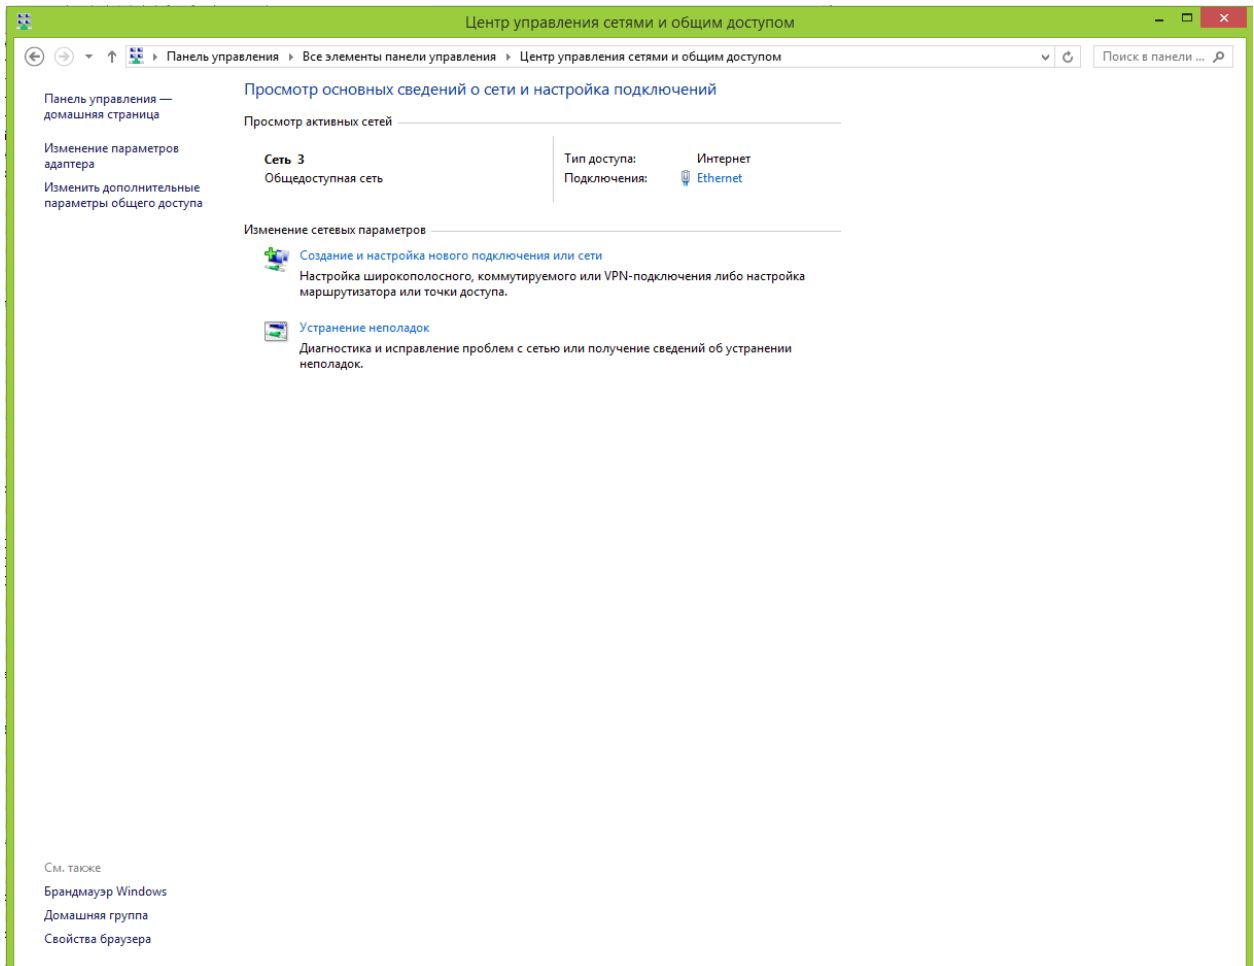 Центр управления сетями и общим доступом
Панель управления Все элементы панели управления Центр управления сетями и общим доступом
Поиск в панели ...
Панель управления —
домашняя страница
Изменение параметров
адаптера
Изменить дополнительные
параметры общего доступа
Просмотр основных сведений о сети и настройка подключений
Просмотр активных сетей
Сеть 3
Общедоступная сеть
Тип доступа: Интернет
Подключения: Ethernet
Изменение сетевых параметров
Создание и настройка нового подключения или сети
Настройка широкополосного, коммутируемого или VPN-подключения либо настройка
маршрутизатора или точки доступа.
Устранение неполадок
Диагностика и исправление проблем с сетью или получение сведений об устранении
неполадок.
См. также
Брандмауэр Windows
Домашняя группа
Свойства браузера